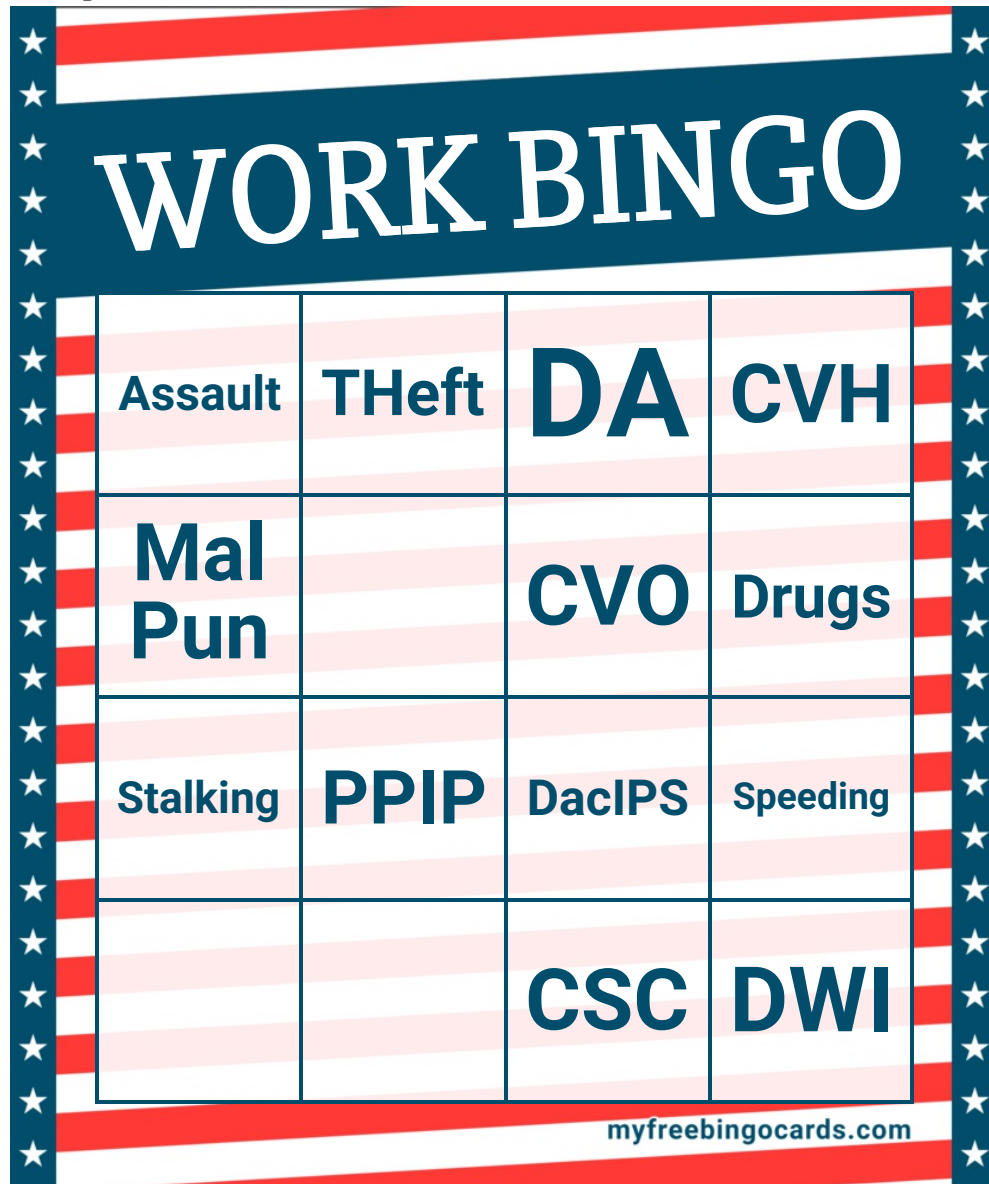 WORK BINGO
Assault
THeft
DA
CVH
Mal
Pun
CVO
Drugs
Stalking
PPIP
DacIPS
Speeding
CSC
DWI
myfreebingocards.com